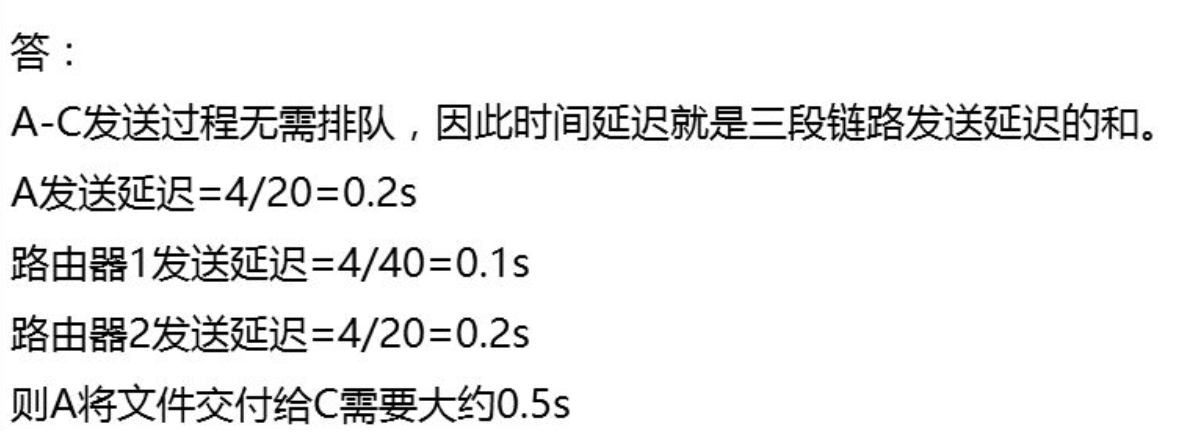 答：
A-C发送过程无需排队，因此时间延迟就是三段链路发送延迟的和。
A发送延迟=4/20=0.2s
路由器1发送延迟=4/40=0.1s
路由器2发送延迟=4/20=0.2s
则A将文件交付给C需要大约0.5s